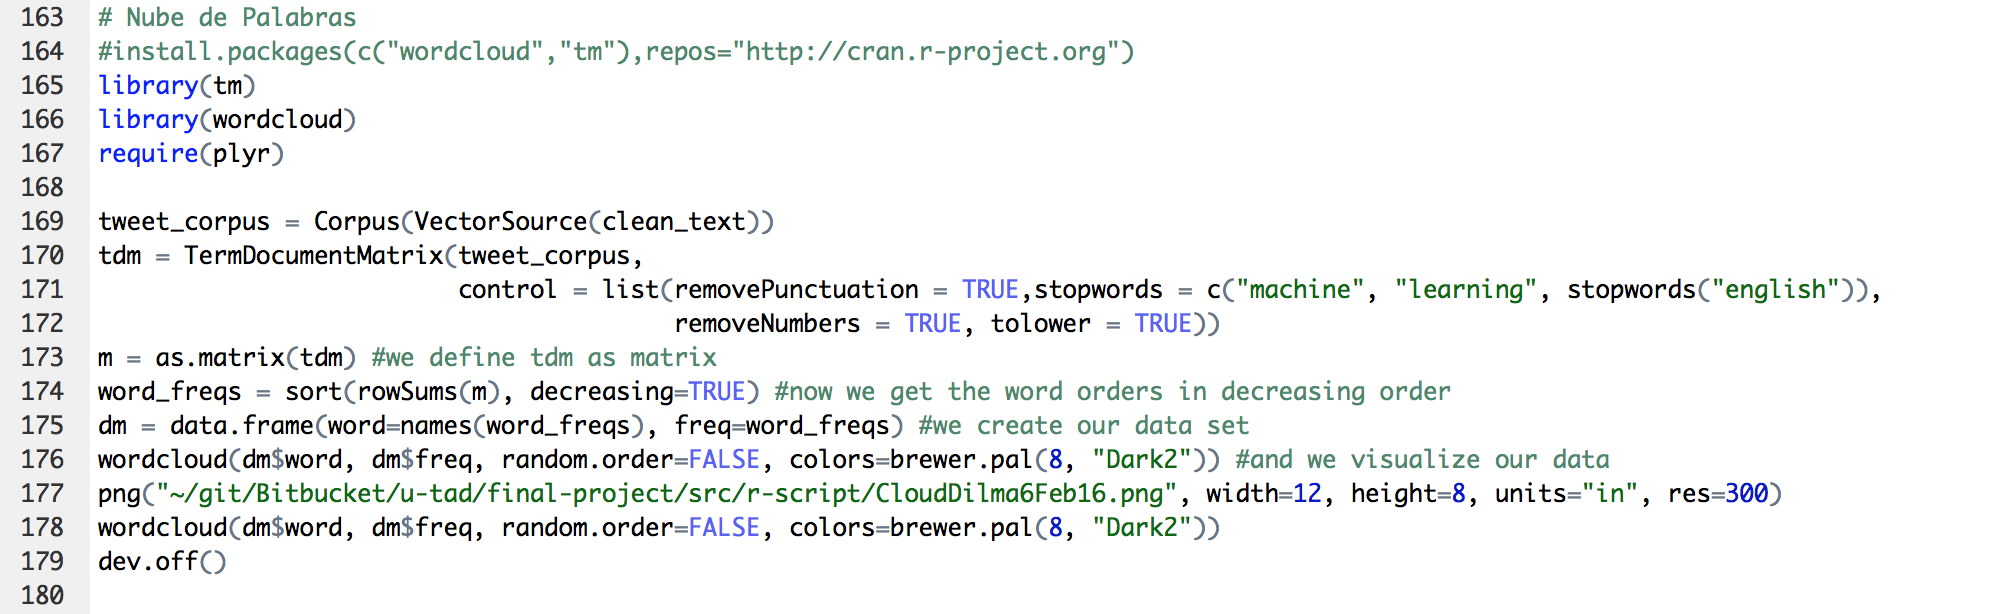 163 # Nube de Palabras
164 #install.packages(c("wordcloud","tm"),repos="http://cran.r-project.org")
165 library(tm)
166 library(wordcloud)
167 require(plyr)
168
169 tweet_corpus = Corpus(VectorSource(clean_text))
170 tdm = TermDocumentMatrix(tweet_corpus,
171                          control = list(removePunctuation = TRUE,stopwords = c("machine", "learning", stopwords("english")),
172                                         removeNumbers = TRUE, tolower = TRUE))
173 m = as.matrix(tdm) #we define tdm as matrix
174 word_freqs = sort(rowSums(m), decreasing=TRUE) #now we get the word orders in decreasing order
175 dm = data.frame(word=names(word_freqs), freq=word_freqs) #we create our data set
176 wordcloud(dm$word, dm$freq, random.order=FALSE, colors=brewer.pal(8, "Dark2")) #and we visualize our data
177 png("~/git/Bitbucket/u-tad/final-project/src/r-script/CloudDilma6Feb16.png", width=12, height=8, units="in", res=300)
178 wordcloud(dm$word, dm$freq, random.order=FALSE, colors=brewer.pal(8, "Dark2"))
179 dev.off()
180